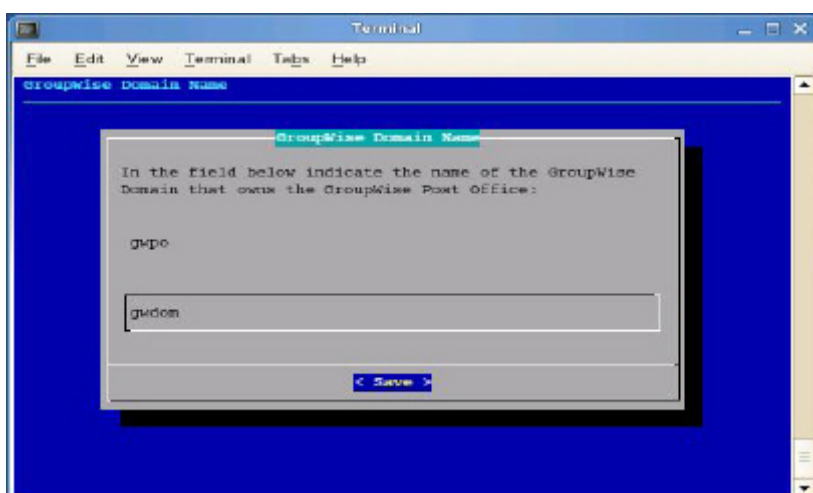 Terminal
File Edit View Terminal Tabs Help
GroupWise Domain Name
GroupWise Domain Name
In the field below indicate the name of the GroupWise
Domain that owns the GroupWise Post Office:
gwpo
gwdom
< Save >